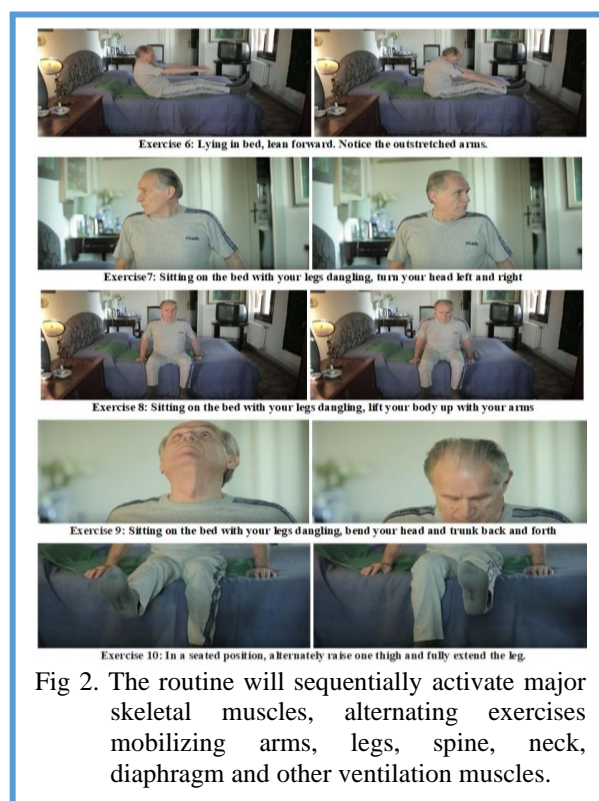 Exercise 6: Lying in bed, lean forward. Notice the outstretched arms.
Exercise7: Sitting on the bed with your legs dangling, turn your head left and right
Exercise 8: Sitting on the bed with your legs dangling, lift your body up with your arms
Exercise 9: Sitting on the bed with your legs dangling, bend your head and trunk back and forth
Exercise 10: In a seated position, alternately raise one thigh and fully extend the leg.
Fig 2. The routine will sequentially activate major
skeletal muscles, alternating exercises
mobilizing arms, legs, spine, neck,
diaphragm and other ventilation muscles.